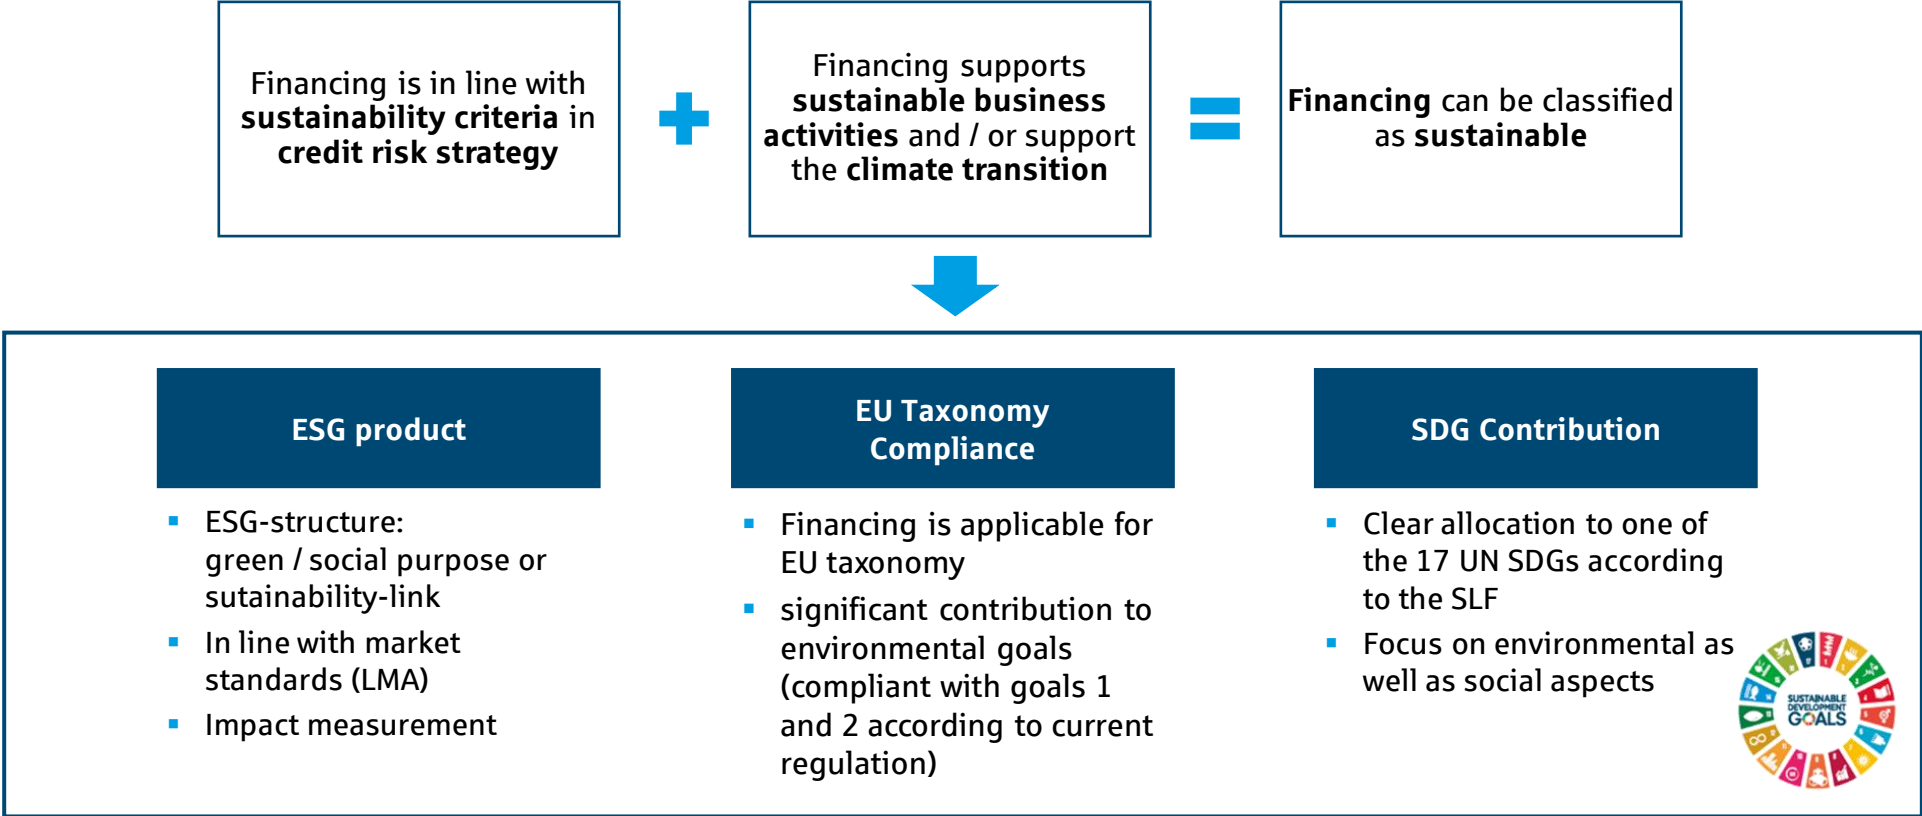 Financing is in line with
sustainability criteria in
credit risk strategy
Financing supports
sustainable business
activities and / or support
the climate transition
Financing can be classified
as sustainable
ESG product
ESG-structure:
green / social purpose or
sutainability-link
In line with market
standards (LMA)
Impact measurement
EU Taxonomy
Compliance
Financing is applicable for
EU taxonomy
significant contribution to
environmental goals
(compliant with goals 1
and 2 according to current
regulation)
SDG Contribution
Clear allocation to one of
the 17 UN SDGs according
to the SLF
Focus on environmental as
well as social aspects
SUSTAINABLE
DEVELOPMENT
GOALS